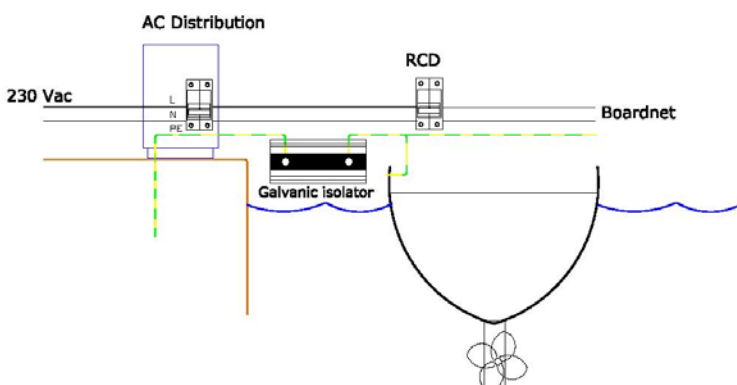 AC Distribution
RCD
230 Vac
L
N
PE
Boardnet
Galvanic isolator